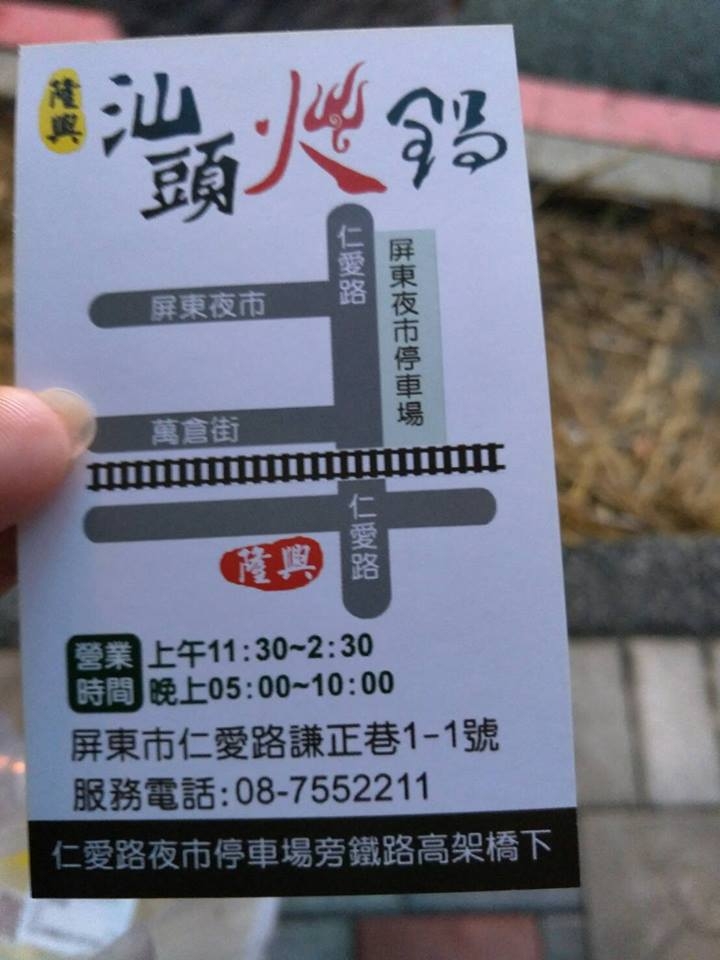 隆興
汕頭火鍋
仁愛路
屏東夜市停車場
屏東夜市
萬倉街
仁愛路
隆興
營業時間
上午11:30~2:30
晚上05:00~10:00
屏東市仁愛路謙正巷1-1號
服務電話:08-7552211
仁愛路夜市停車場旁鐵路高架橋下